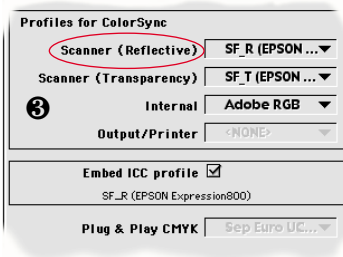 Profiles for ColorSync
Scanner (Reflective) SF_R (EPSON ...
Scanner (Transparency) SF_T (EPSON ...
3 Internal Adobe RGB
Output/Printer <NONE>
Embed ICC profile
SF_R (EPSON Expression800)
Plug & Play CMYK Sep Euro UC...